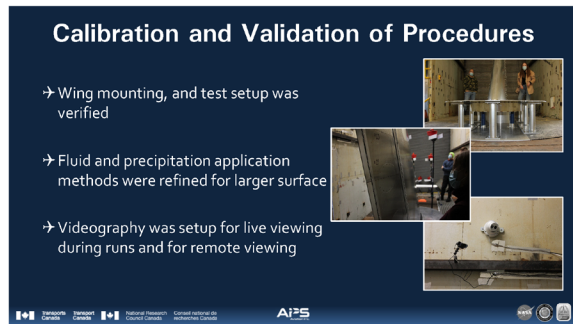 Calibration and Validation of Procedures
Wing mounting, and test setup was
verified
Fluid and precipitation application
methods were refined for larger surface
Videography was setup for live viewing
during runs and for remote viewing
Transports Canada
Transport Canada
National Research Council Canada
Conseil national de recherches Canada
APS
NASA